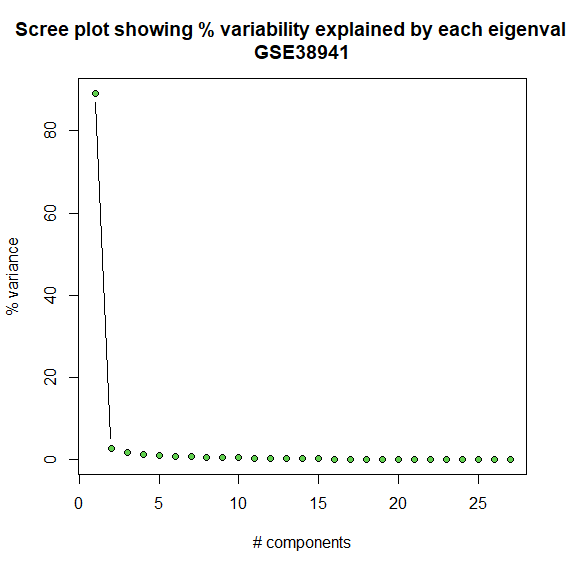 Scree plot showing % variability explained by each eigenval
GSE38941
% variance
80
60
40
20
0
0 5 10 15 20 25
# components